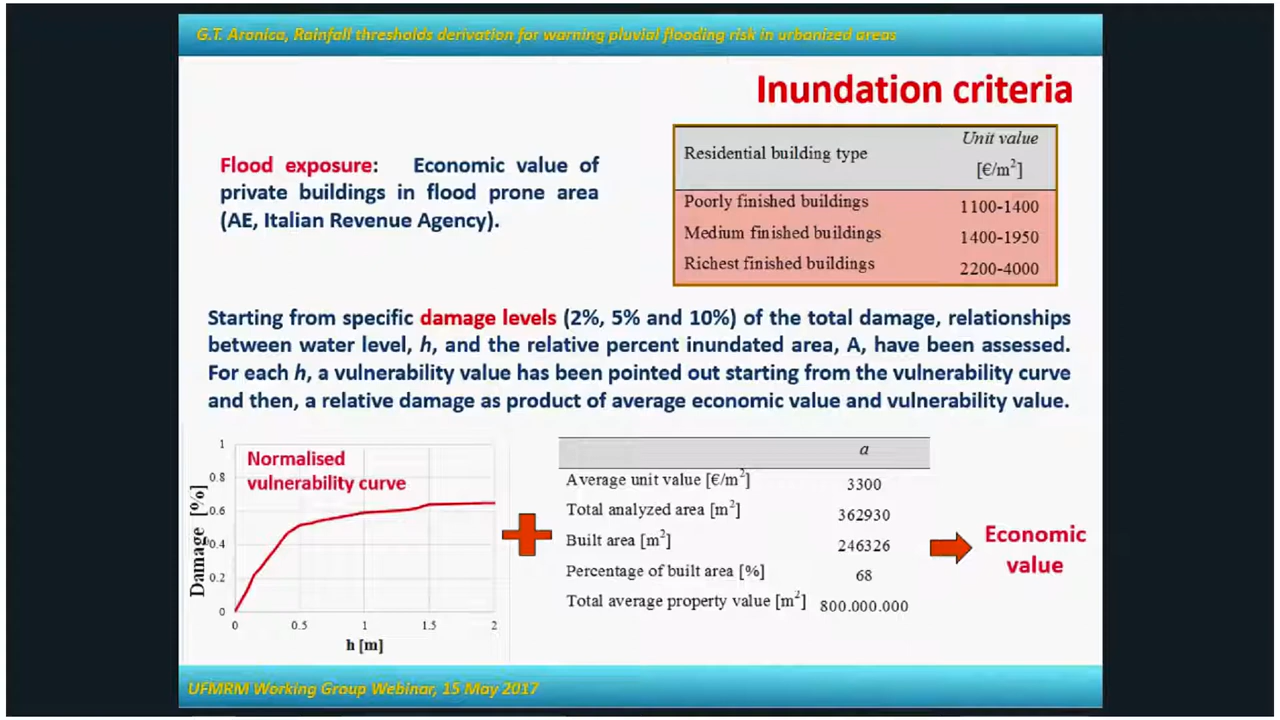 G.T. Aronica, Rainfall thresholds derivation for warning pluvial flooding risk in urbanized areas
Inundation criteria
Flood exposure: Economic value of
private buildings in flood prone area
(AE, Italian Revenue Agency).
Residential building type
Unit value
[€/m²]
Poorly finished buildings 1100-1400
Medium finished buildings 1400-1950
Richest finished buildings 2200-4000
Starting from specific damage levels (2%, 5% and 10%) of the total damage, relationships
between water level, h, and the relative percent inundated area, A, have been assessed.
For each h, a vulnerability value has been pointed out starting from the vulnerability curve
and then, a relative damage as product of average economic value and vulnerability value.
Normalised
vulnerability curve
Damage [%]
1
0.8
0.6
0.4
0.2
0
0 0.5 1 1.5 2
h [m]
a
Average unit value [€/m²] 3300
Total analyzed area [m²] 362930
Built area [m²] 246326
Percentage of built area [%] 68
Total average property value [m²] 800.000.000
Economic
value
UFMRM Working Group Webinar, 15 May 2017